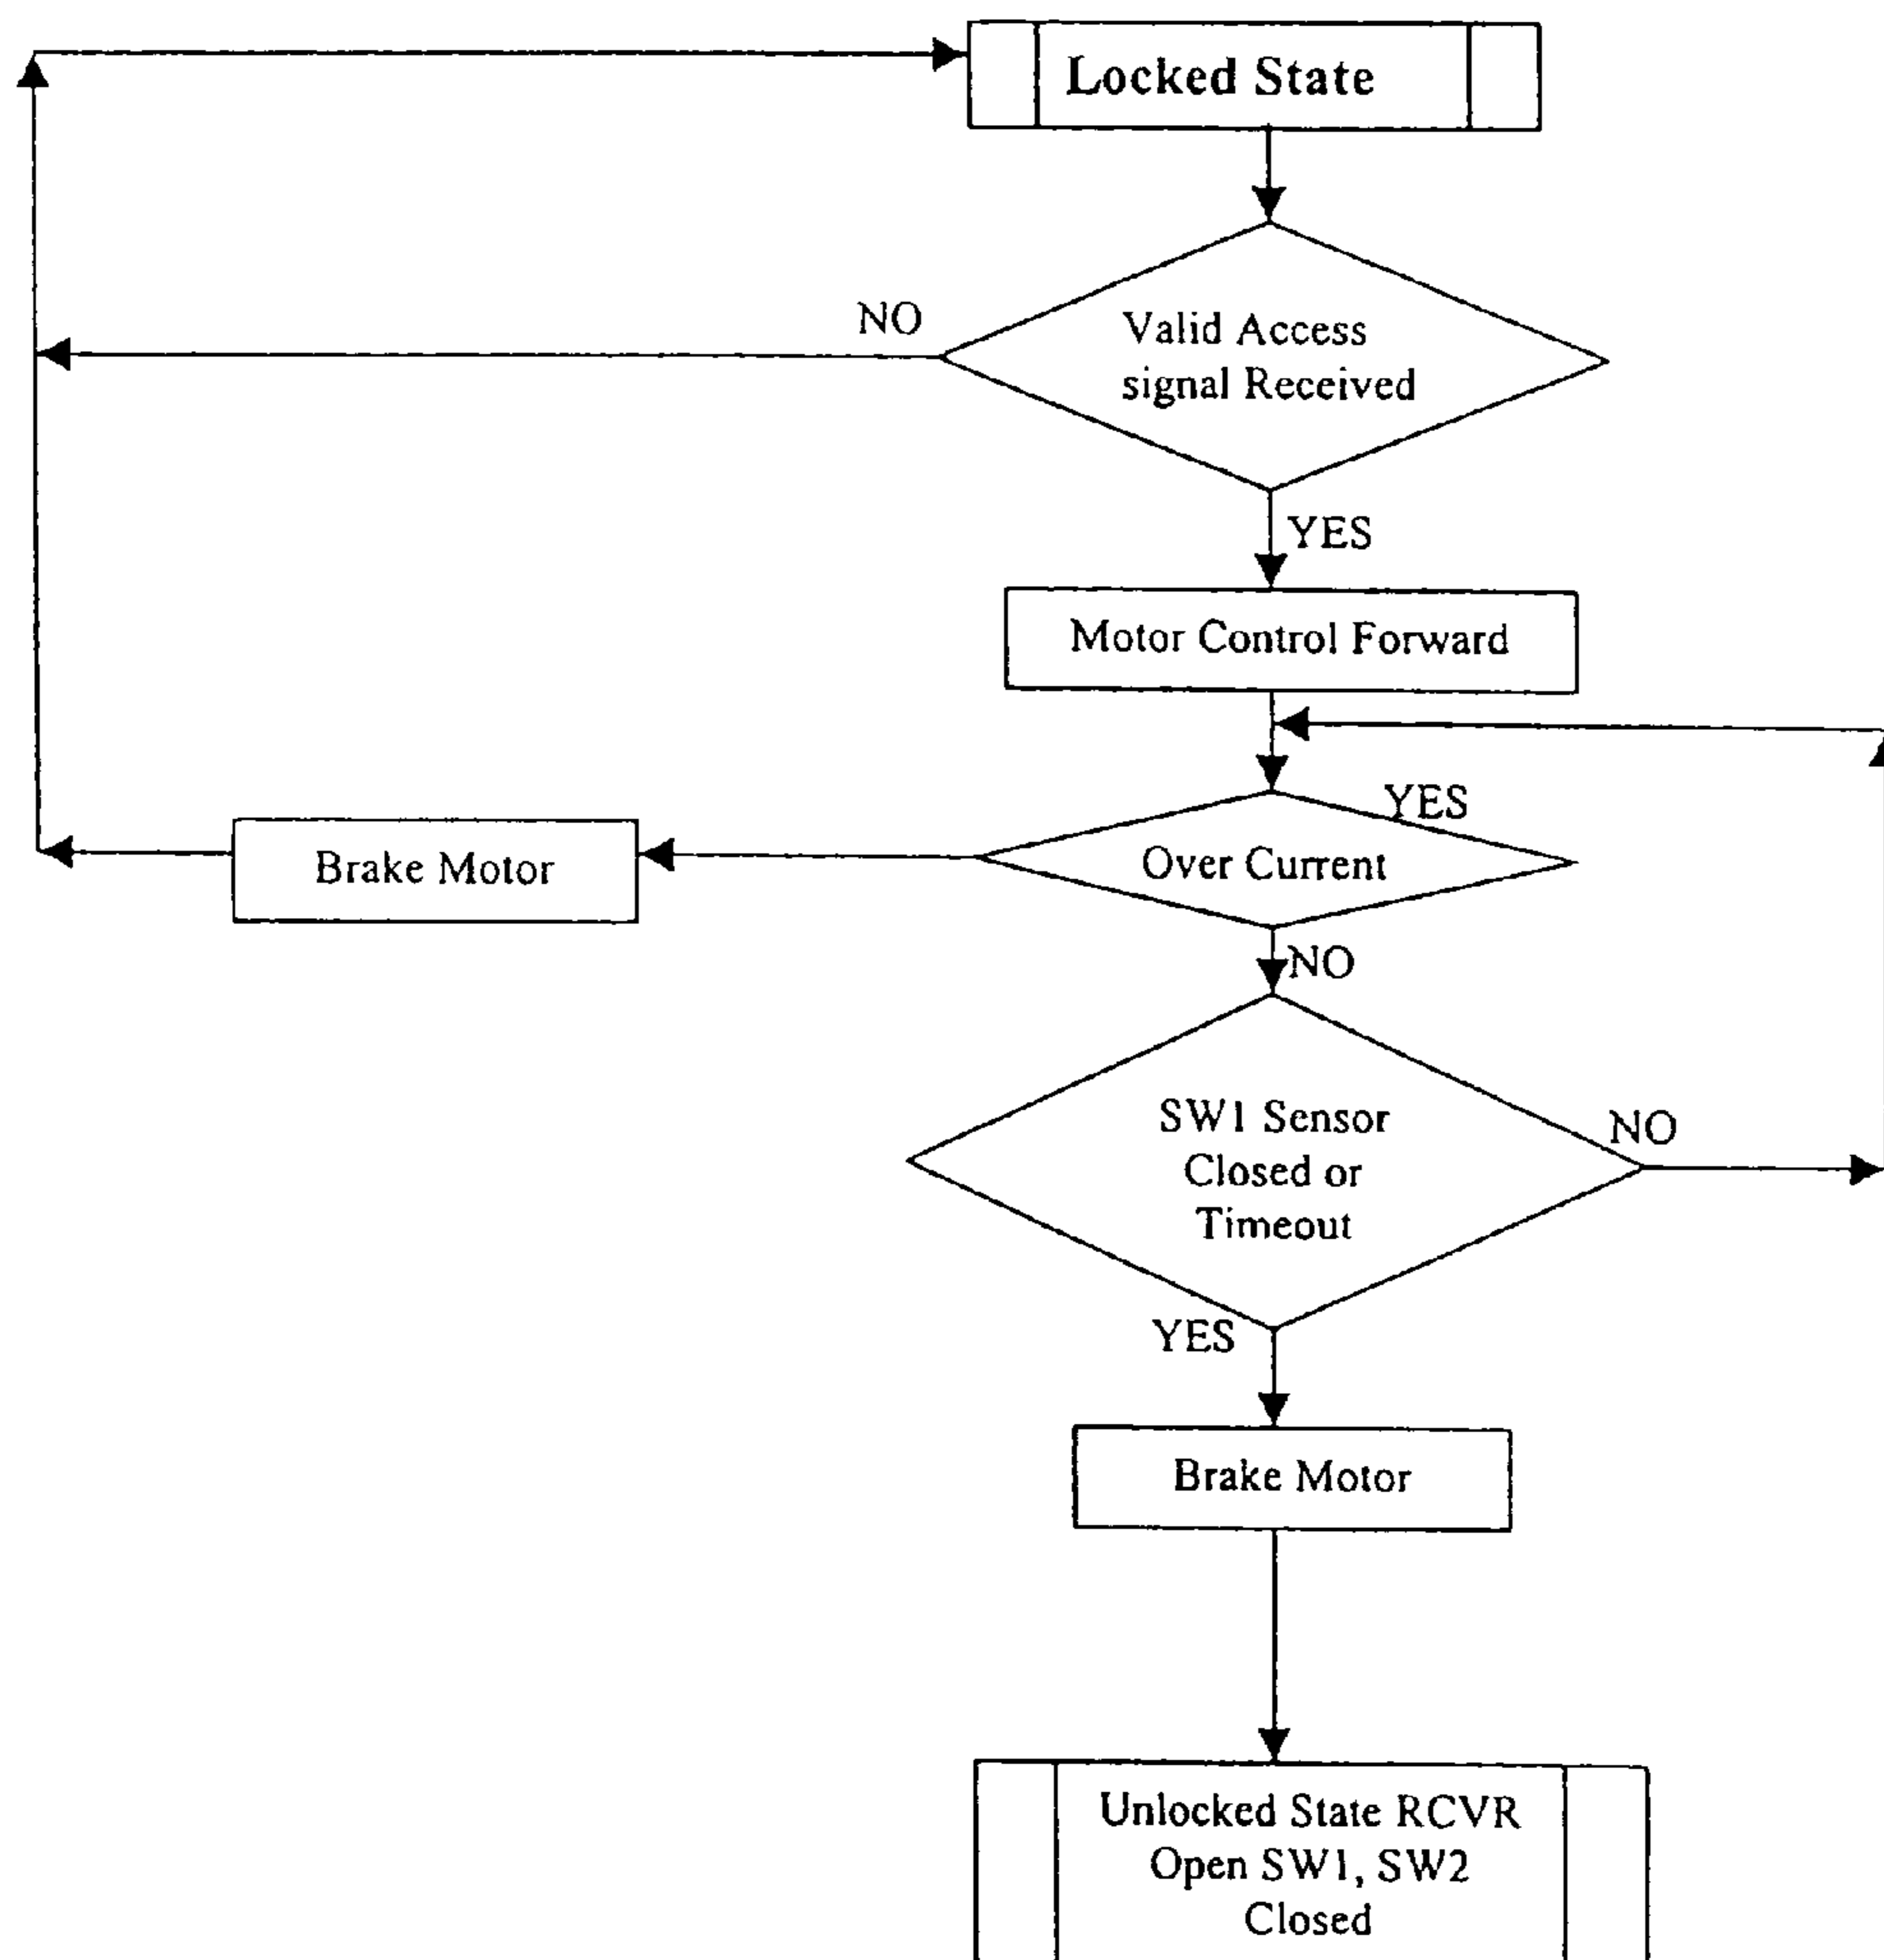 Locked State
NO
Valid Access
signal Received
YES
Motor Control Forward
YES
Brake Motor
Over Current
NO
SW1 Sensor
Closed or
Timeout
NO
YES
Brake Motor
Unlocked State RCVR
Open SW1, SW2
Closed